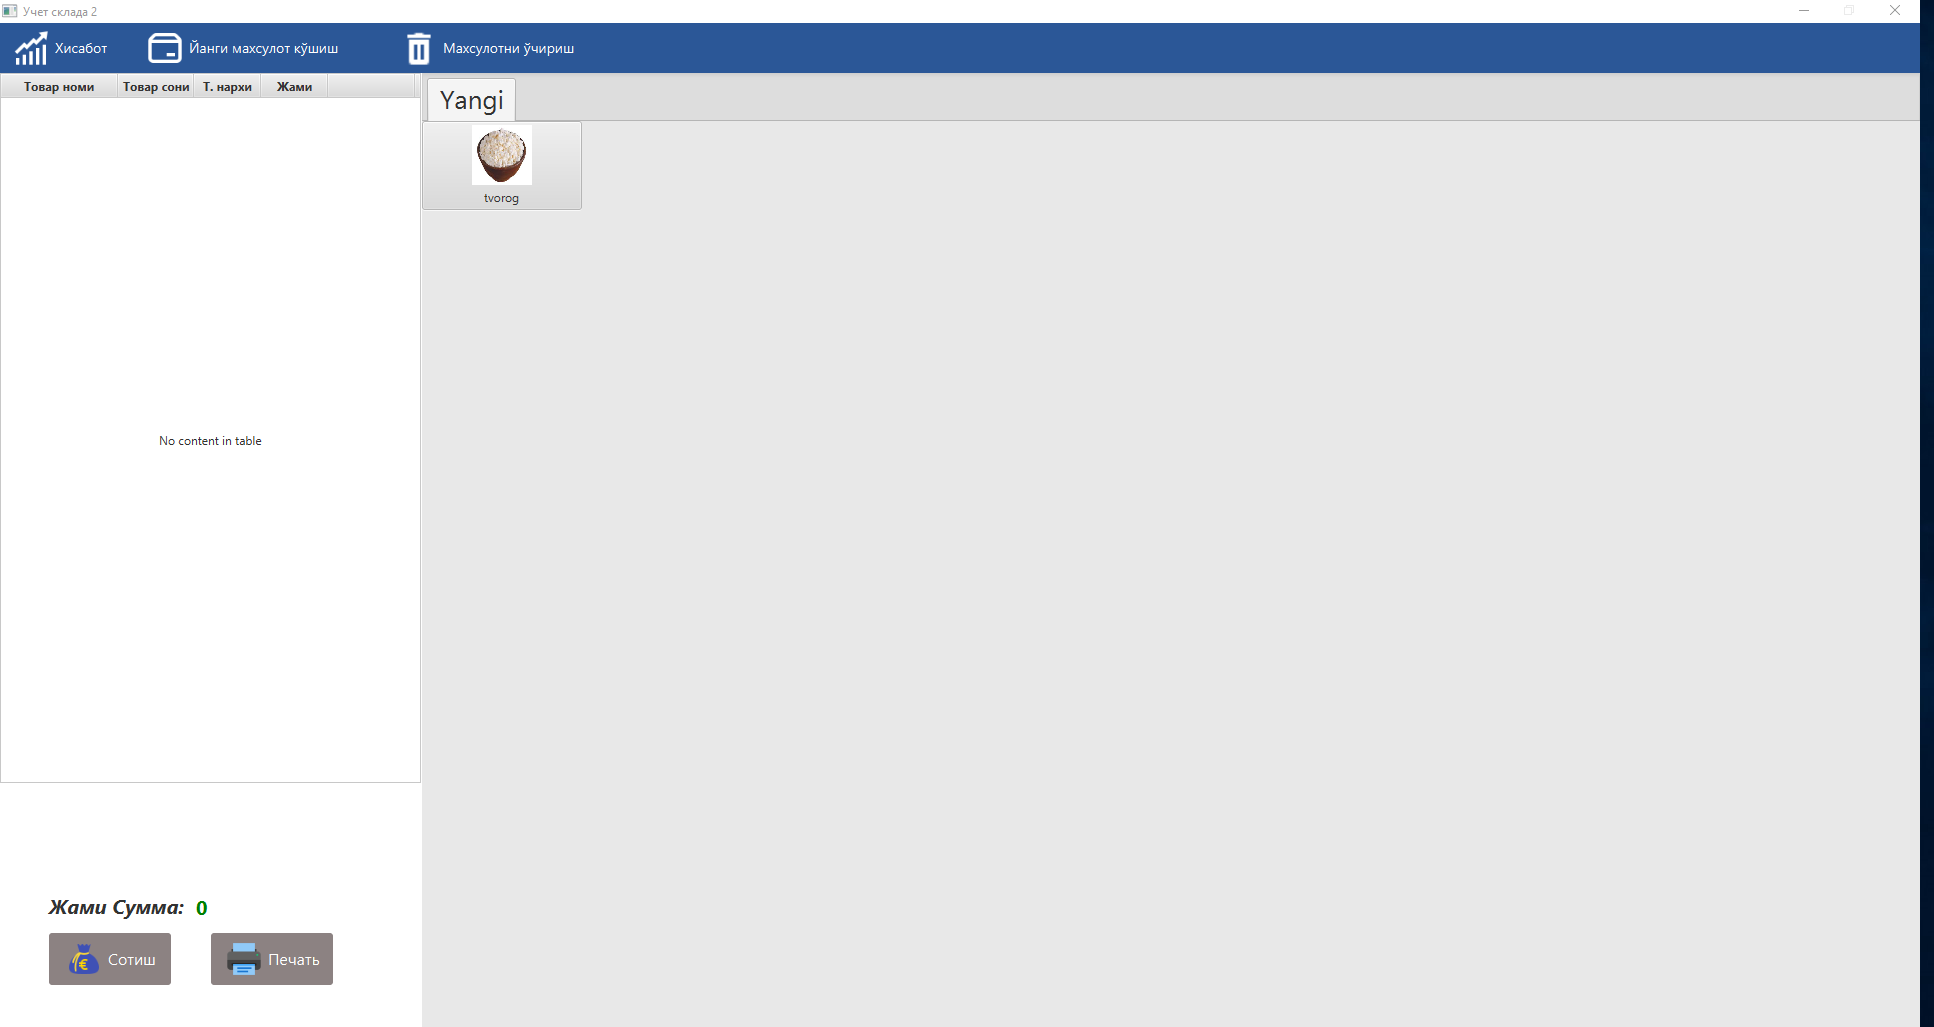 Учет склада 2
Хисабот
Йанги махсулот кўшиш
Махсулотни ўчириш
Товар номи Товар сони Т. нархи Жами
Yangi
tvorog
No content in table
Жами Сумма: 0
Сотиш
Печать